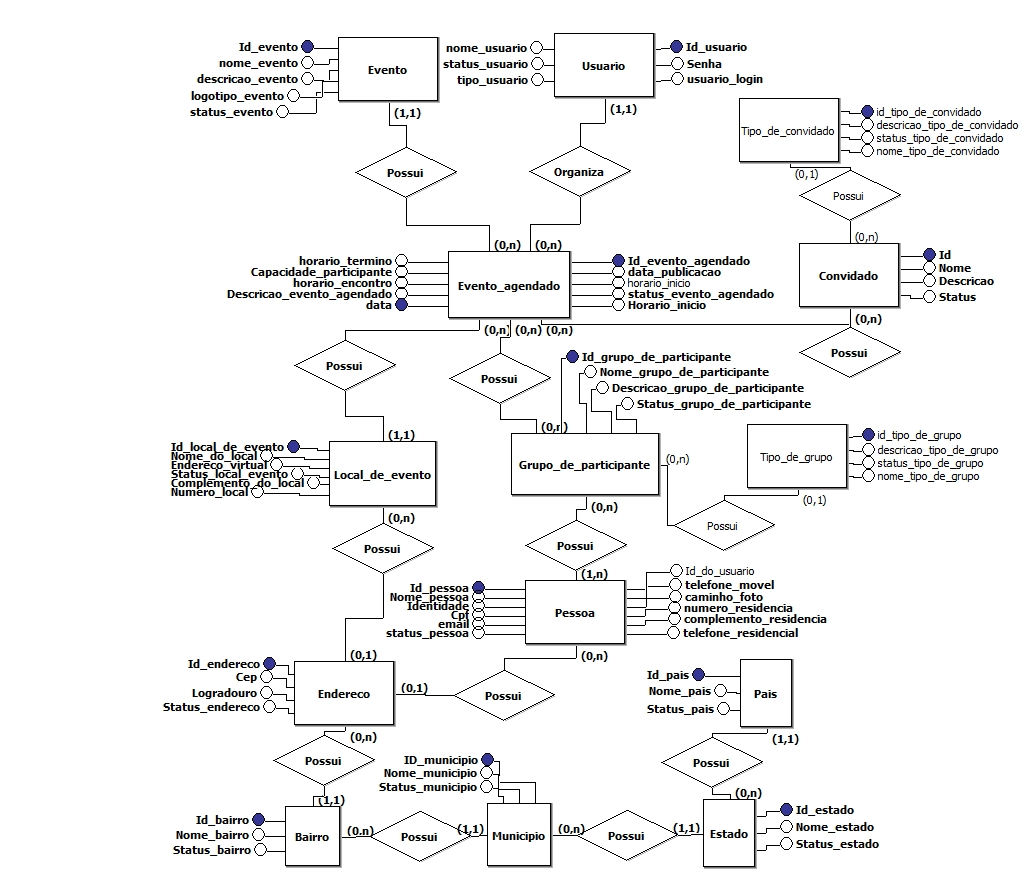 Id_evento
nome_evento
descricao_evento
logotipo_evento
status_evento
Evento
(1,1)
nome_usuario
status_usuario
tipo_usuario
Usuario
Id_usuario
Senha
usuario_login
(1,1)
Tipo_de_convidado
id_tipo_de_convidado
descricao_tipo_de_convidado
status_tipo_de_convidado
nome_tipo_de_convidado
(0,1)
Possui
Organiza
Possui
(0,n)
(0,n)
(0,n)
horario_termino
Capacidade_participante
horario_encontro
Descricao_evento_agendado
data
Evento_agendado
Id_evento_agendado
data_publicacao
horario_inicio
status_evento_agendado
Horario_inicio
Convidado
Id
Nome
Descricao
Status
(0,n)
(0,n)
(0,n)
(0,n)
Possui
Possui
Possui
Id_grupo_de_participante
Nome_grupo_de_participante
Descricao_grupo_de_participante
Status_grupo_de_participante
(1,1)
(0,n)
Id_local_de_evento
Nome_do_local
Endereco_virtual
Status_local_evento
Complemento_do_local
Numero_local
Local_de_evento
Grupo_de_participante
(0,n)
Tipo_de_grupo
id_tipo_de_grupo
descricao_tipo_de_grupo
status_tipo_de_grupo
nome_tipo_de_grupo
(0,1)
(0,n)
(0,n)
Possui
Possui
Possui
(1,n)
Id_pessoa
Nome_pessoa
Identidade
Cpf
email
status_pessoa
Pessoa
Id_do_usuario
telefone_movel
caminho_foto
numero_residencia
complemento_residencia
telefone_residencial
(0,1)
(0,n)
Id_endereco
Cep
Logradouro
Status_endereco
Endereco
(0,1)
Possui
Id_pais
Nome_pais
Status_pais
Pais
(0,n)
(1,1)
Possui
Possui
ID_municipio
Nome_municipio
Status_municipio
(1,1)
(0,n)
Id_bairro
Nome_bairro
Status_bairro
Bairro
(0,n)
Possui
(1,1)
Municipio
(0,n)
Possui
(1,1)
Estado
Id_estado
Nome_estado
Status_estado